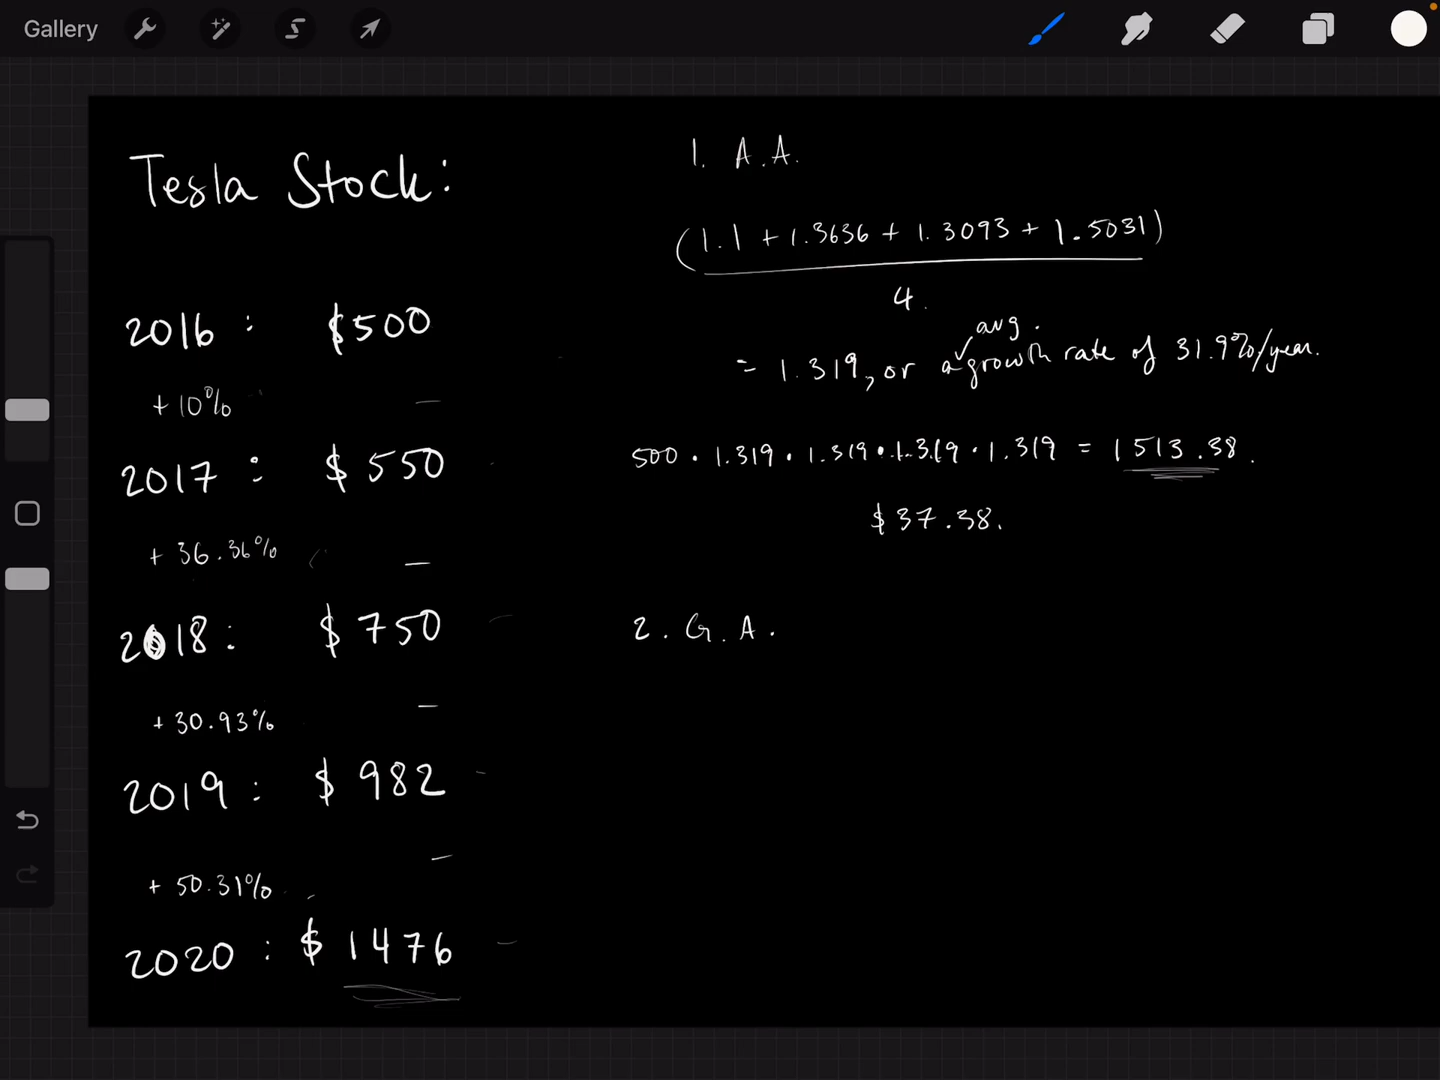 Gallery
Tesla Stock:
2016 : $500
+10%
2017 : $ 550
+ 36.36%
2018 : $ 750
+30.93%
2019 : $ 982
+ 50.31%
2020 : $ 1476
1. A.A.
(1.1 + 1.3636 + 1.3093 + 1.5031)
4.
avg.
= 1.319, or a growth rate of 31.9%/year.
500 · 1.319 · 1.319 · 1.319 · 1.319 = 1513.38.
$37.38.
2. G.A.